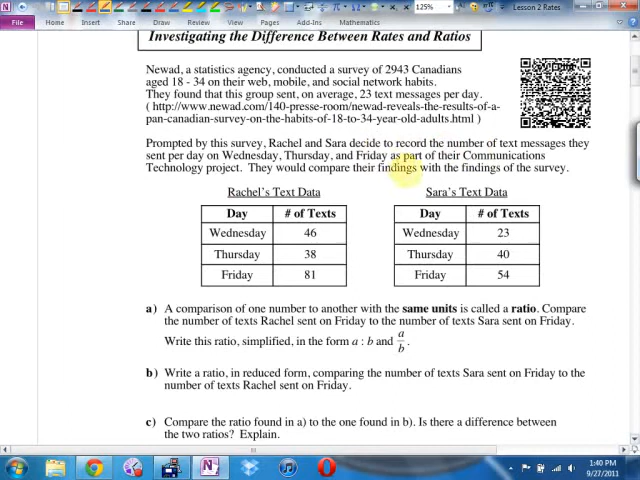 125%
File
Home
Insert
Share
Draw
Review
View
Pages
Add-Ins
Mathematics
Lesson 2 Rates
Investigating the Difference Between Rates and Ratios
Newad, a statistics agency, conducted a survey of 2943 Canadians
aged 18 - 34 on their web, mobile, and social network habits.
They found that this group sent, on average, 23 text messages per day.
( http://www.newad.com/140-presse-room/newad-reveals-the-results-of-a-
pan-canadian-survey-on-the-habits-of-18-to-34-year-old-adults.html )
Prompted by this survey, Rachel and Sara decide to record the number of text messages they
sent per day on Wednesday, Thursday, and Friday as part of their Communications
Technology project. They would compare their findings with the findings of the survey.
Rachel's Text Data
Day # of Texts
Wednesday 46
Thursday 38
Friday 81
Sara's Text Data
Day # of Texts
Wednesday 23
Thursday 40
Friday 54
a) A comparison of one number to another with the same units is called a ratio. Compare
the number of texts Rachel sent on Friday to the number of texts Sara sent on Friday.
Write this ratio, simplified, in the form a : b and a/b.
b) Write a ratio, in reduced form, comparing the number of texts Sara sent on Friday to the
number of texts Rachel sent on Friday.
c) Compare the ratio found in a) to the one found in b). Is there a difference between
the two ratios? Explain.
1:40 PM
9/27/2011